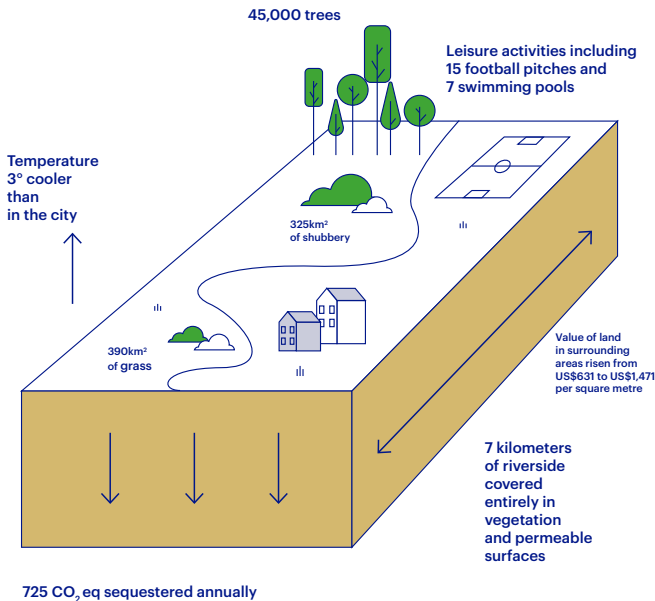 45,000 trees
Leisure activities including
15 football pitches and
7 swimming pools
Temperature
3° cooler
than
in the city
325km²
of shubbery
390km²
of grass
Value of land
in surrounding
areas risen from
US$631 to US$1,471
per square metre
7 kilometers
of riverside
covered
entirely in
vegetation
and permeable
surfaces
725 CO₂ eq sequestered annually